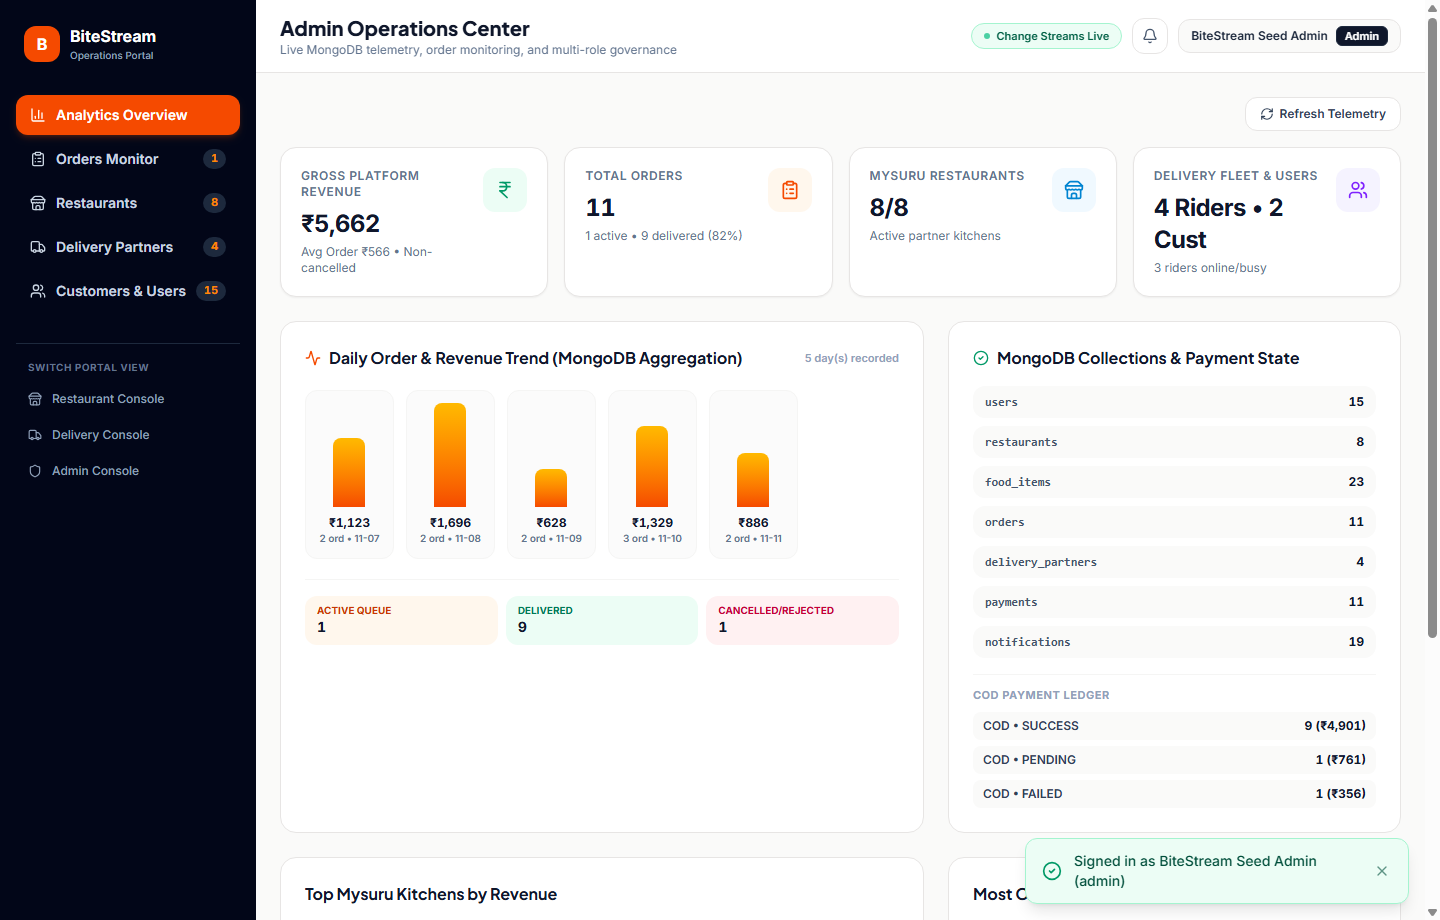 B
BiteStream
Operations Portal
Analytics Overview
Orders Monitor 1
Restaurants 8
Delivery Partners 4
Customers & Users 15
SWITCH PORTAL VIEW
Restaurant Console
Delivery Console
Admin Console
Admin Operations Center
Live MongoDB telemetry, order monitoring, and multi-role governance
Change Streams Live
BiteStream Seed Admin Admin
Refresh Telemetry
GROSS PLATFORM
REVENUE
₹5,662
Avg Order ₹566 • Non-
cancelled
TOTAL ORDERS
11
1 active • 9 delivered (82%)
MYSURU RESTAURANTS
8/8
Active partner kitchens
DELIVERY FLEET & USERS
4 Riders • 2
Cust
3 riders online/busy
Daily Order & Revenue Trend (MongoDB Aggregation)
5 day(s) recorded
₹1,123
2 ord • 11-07
₹1,696
2 ord • 11-08
₹628
2 ord • 11-09
₹1,329
3 ord • 11-10
₹886
2 ord • 11-11
ACTIVE QUEUE
1
DELIVERED
9
CANCELLED/REJECTED
1
MongoDB Collections & Payment State
users 15
restaurants 8
food_items 23
orders 11
delivery_partners 4
payments 11
notifications 19
COD PAYMENT LEDGER
COD • SUCCESS 9 (₹4,901)
COD • PENDING 1 (₹761)
COD • FAILED 1 (₹356)
Top Mysuru Kitchens by Revenue
Most
Signed in as BiteStream Seed Admin
(admin)